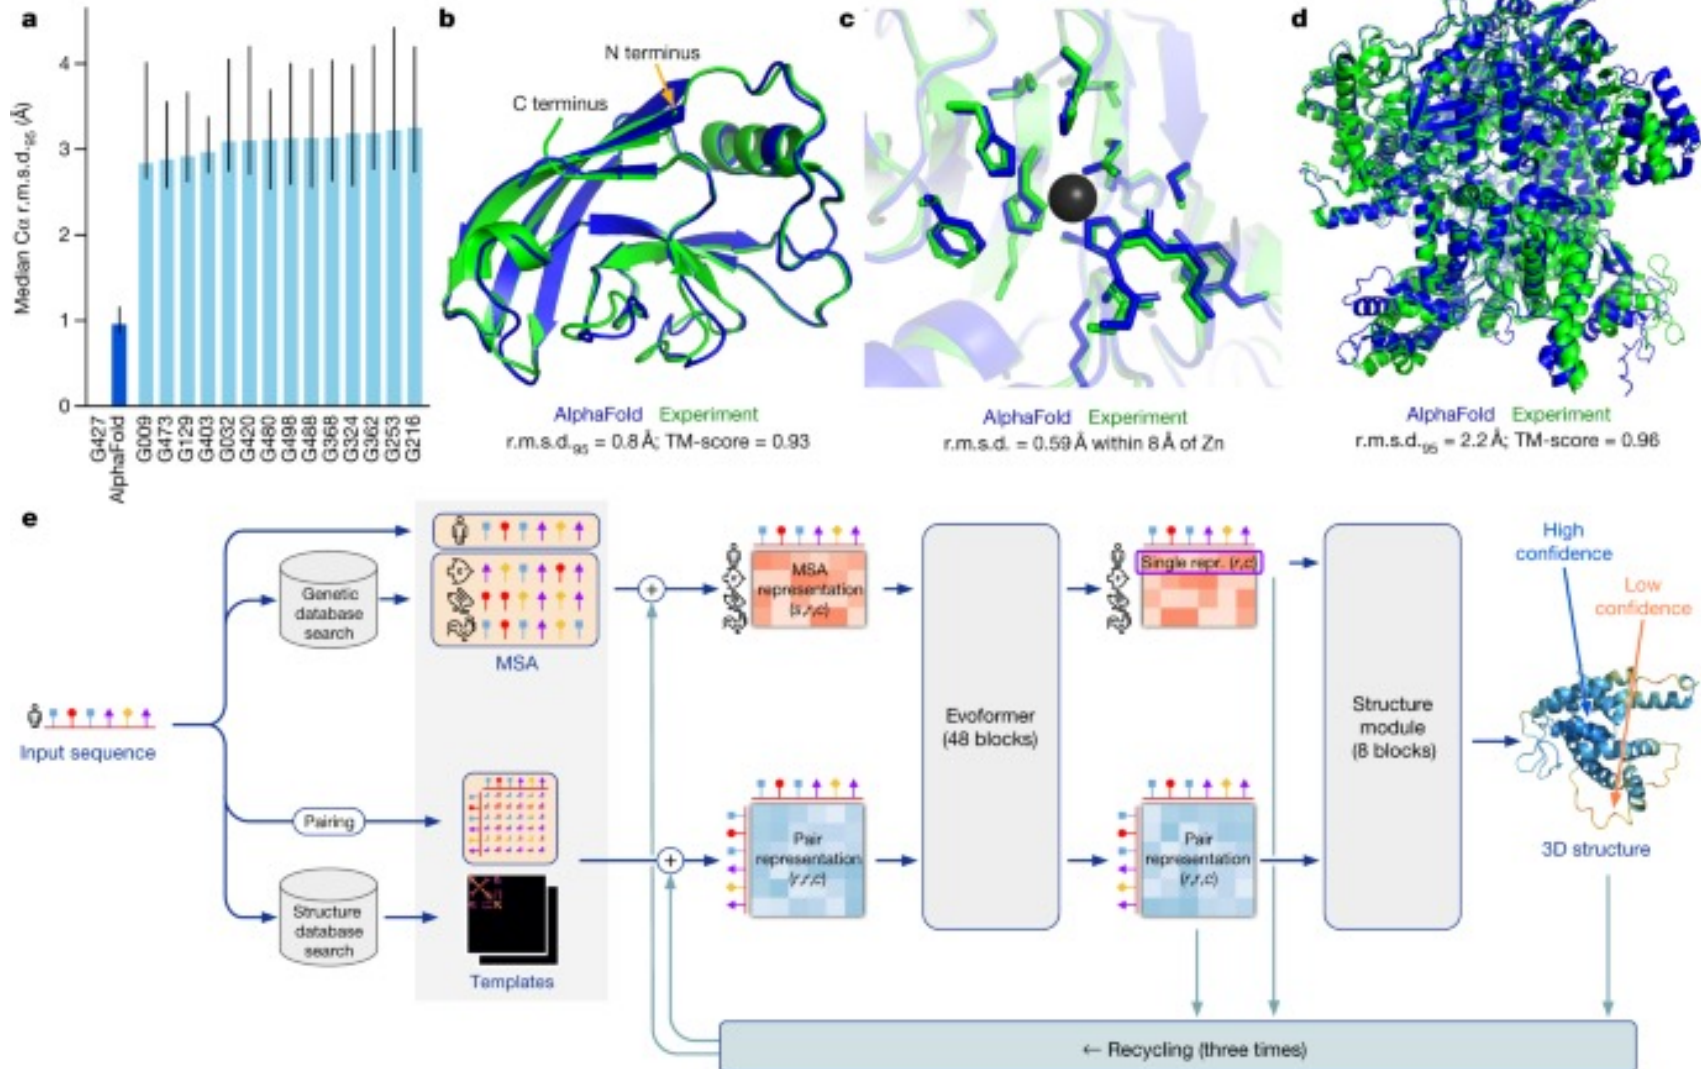 a
Median Cα r.m.s.d.95 (Å)
4
3
2
1
0
G427
AlphaFold
G009
G473
G129
G403
G032
G420
G480
G498
G488
G368
G324
G362
G253
G216
b
N terminus
C terminus
AlphaFold Experiment
r.m.s.d.95 = 0.8 Å; TM-score = 0.93
c
AlphaFold Experiment
r.m.s.d. = 0.59 Å within 8 Å of Zn
d
AlphaFold Experiment
r.m.s.d.95 = 2.2 Å; TM-score = 0.96
e
Input sequence
Genetic
database
search
Pairing
Structure
database
search
MSA
Templates
+
+
MSA
representation
(s,r,c)
Pair
representation
(r,r,c)
Evoformer
(48 blocks)
Single repr. (r,c)
Pair
representation
(r,r,c)
Structure
module
(8 blocks)
High
confidence
Low
confidence
3D structure
← Recycling (three times)